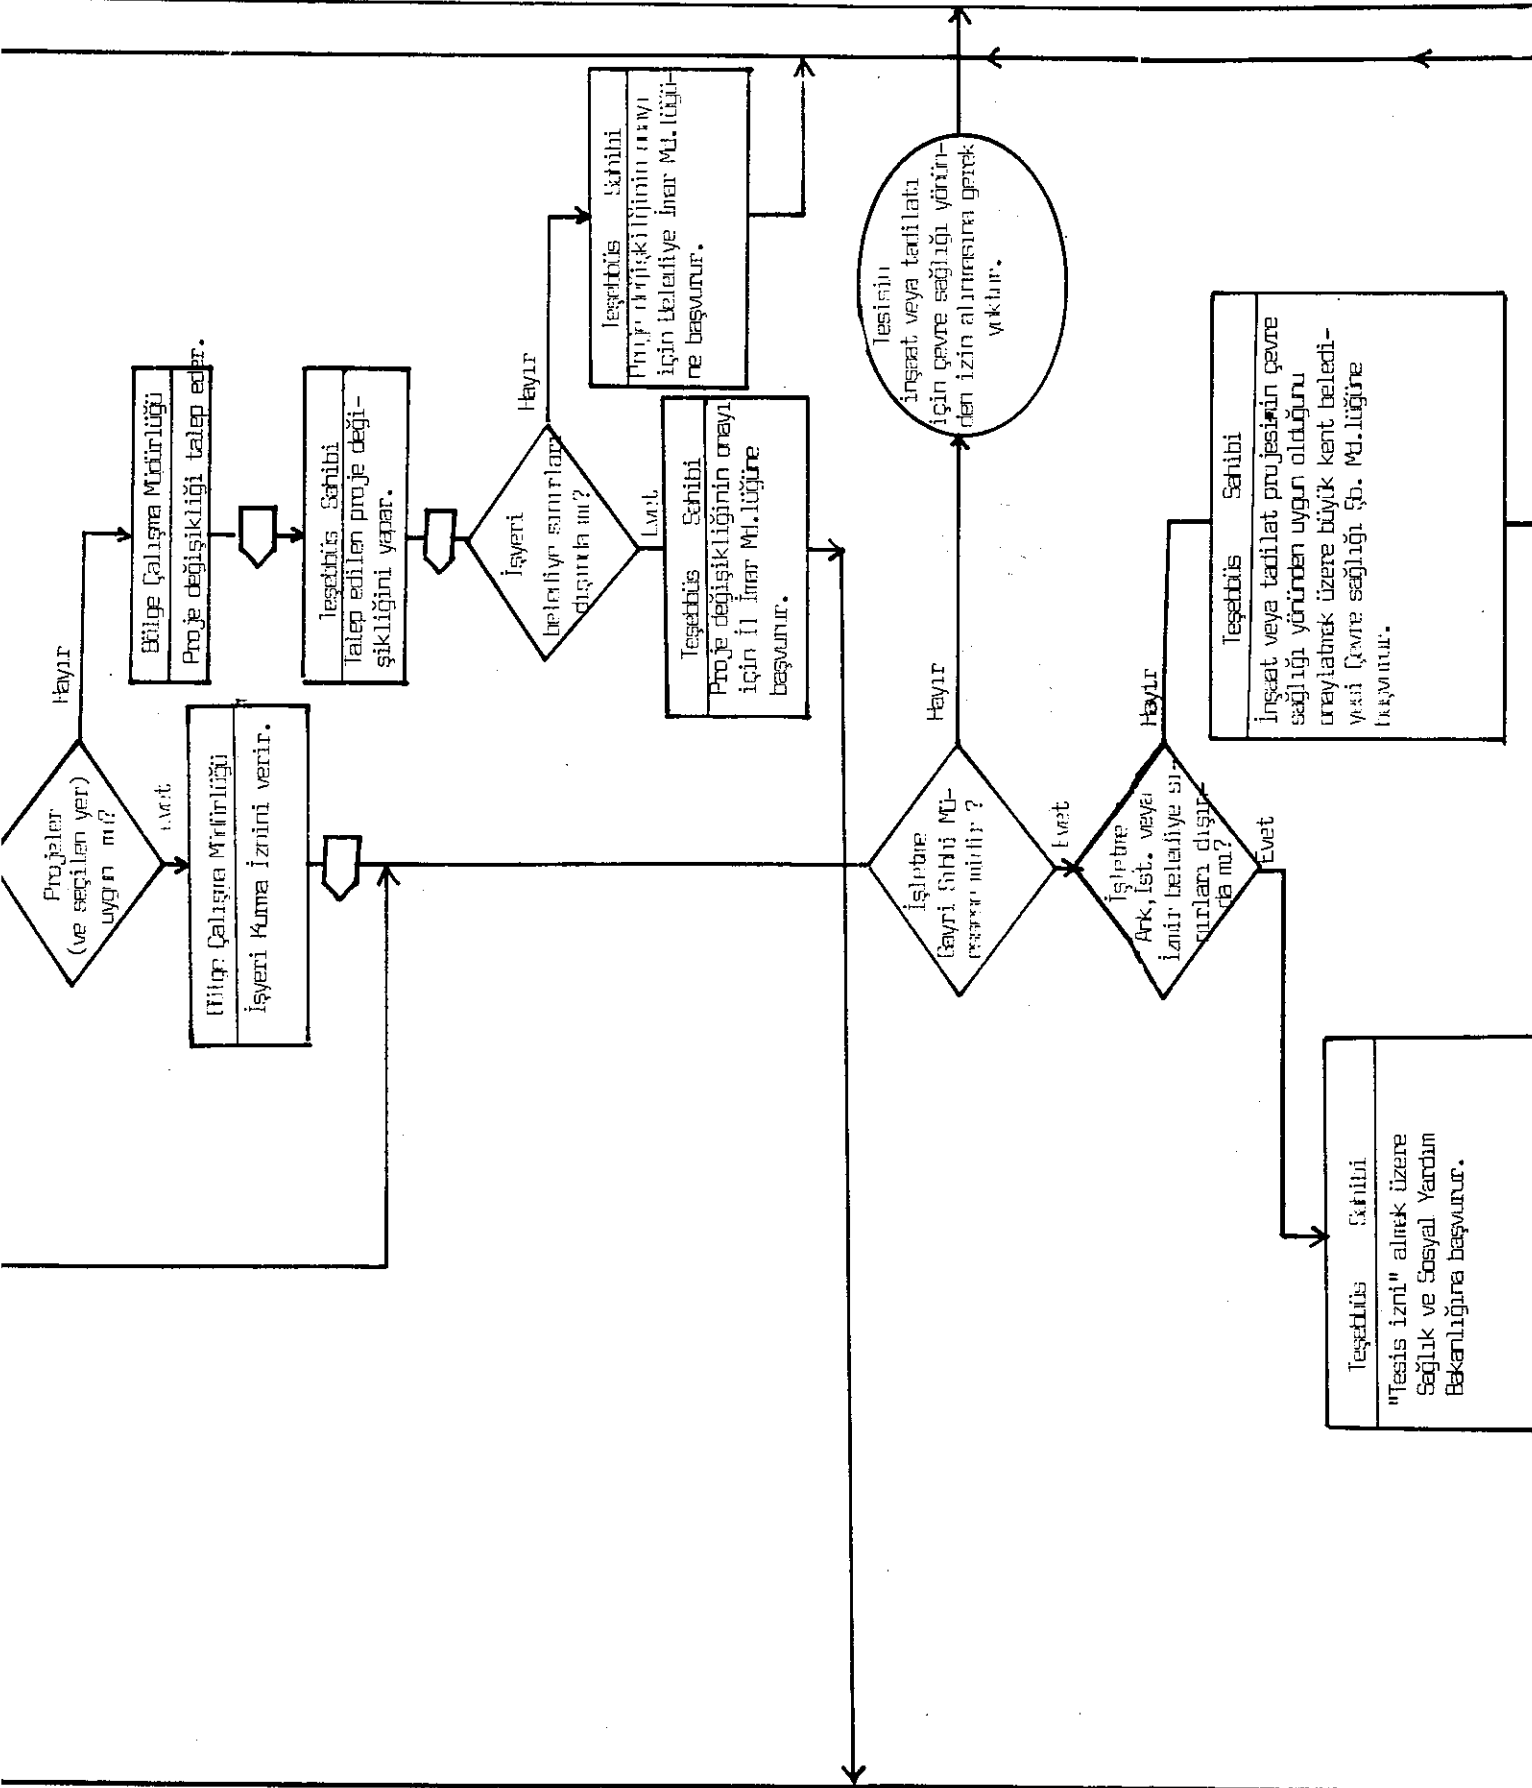 Projeler
(ve seçilen yer)
uygun mu?
Hayır
Evet
Bölge Çalışma Müdürlüğü
Proje değişikliği talep eder.
Bölge Çalışma Müdürlüğü
İşyeri Kurma İznini verir.
Teşebbüs Sahibi
Talep edilen proje deği-
şikliğini yapar.
İşyeri
belediye sınırları
dışında mı?
Hayır
Evet
Teşebbüs Sahibi
Proje değişikliğinin onayı
için Belediye İmar Md.lüğü-
ne başvurur.
Teşebbüs Sahibi
Proje değişikliğinin onayı
için İl İmar Md.lüğüne
başvurur.
İşletme
Gayri Sıhhi Mü-
essese midir ?
Hayır
Evet
Tesisin
inşaat veya tadilatı
için çevre sağlığı yönün-
den izin alınmasına gerek
yoktur.
İşletme
Ank,İst. veya
İzmir belediye sı-
nırları dışın-
da mı?
Hayır
Evet
Teşebbüs Sahibi
İnşaat veya tadilat projesinin çevre
sağlığı yönünden uygun olduğunu
onaylatmak üzere büyük kent beledi-
yesi Çevre sağlığı Şb. Md.lüğüne
başvurur.
Teşebbüs Sahibi
"Tesis izni" almak üzere
Sağlık ve Sosyal Yardım
Bakanlığına başvurur.